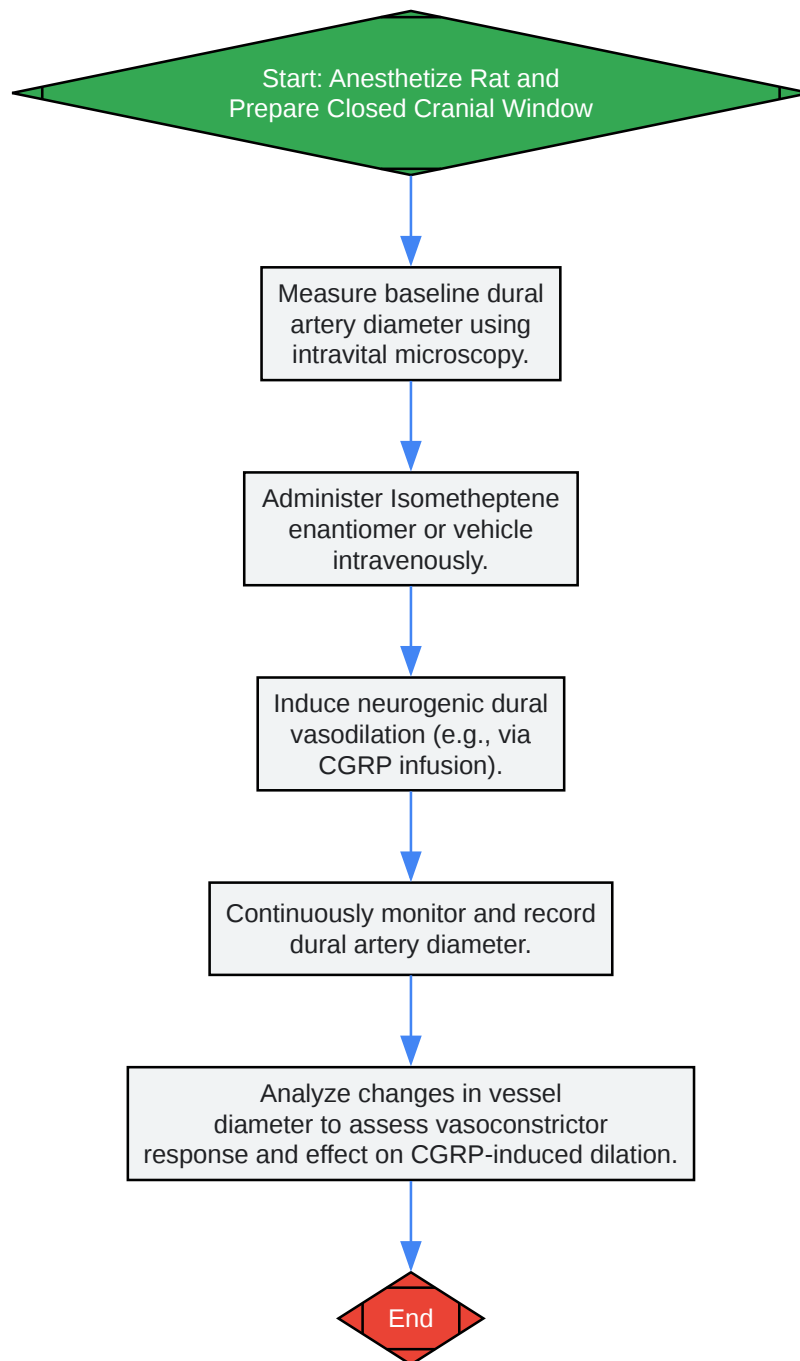 Start: Anesthetize Rat and
Prepare Closed Cranial Window
Measure baseline dural
artery diameter using
intravital microscopy.
Administer Isometheptene
enantiomer or vehicle
intravenously.
Induce neurogenic dural
vasodilation (e.g., via
CGRP infusion).
Continuously monitor and record
dural artery diameter.
Analyze changes in vessel
diameter to assess vasoconstrictor
response and effect on CGRP-induced dilation.
End